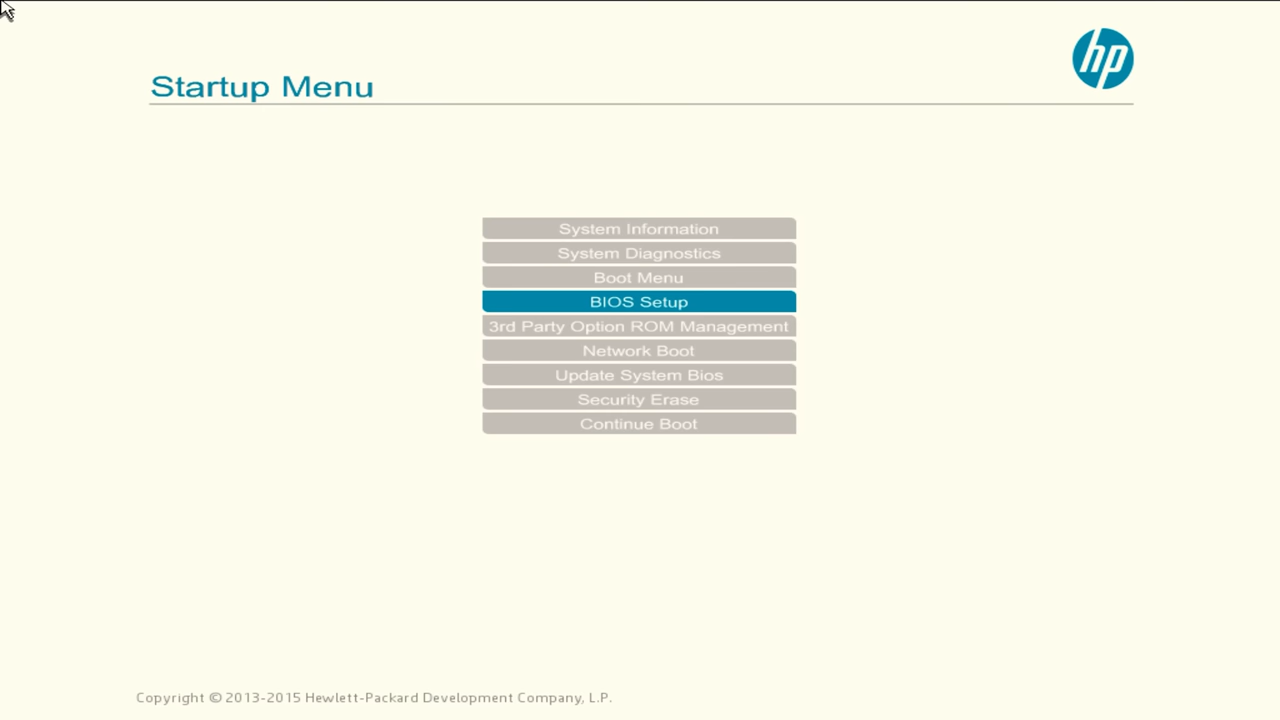 hp
Startup Menu
System Information
System Diagnostics
Boot Menu
BIOS Setup
3rd Party Option ROM Management
Network Boot
Update System Bios
Security Erase
Continue Boot
Copyright © 2013-2015 Hewlett-Packard Development Company, L.P.